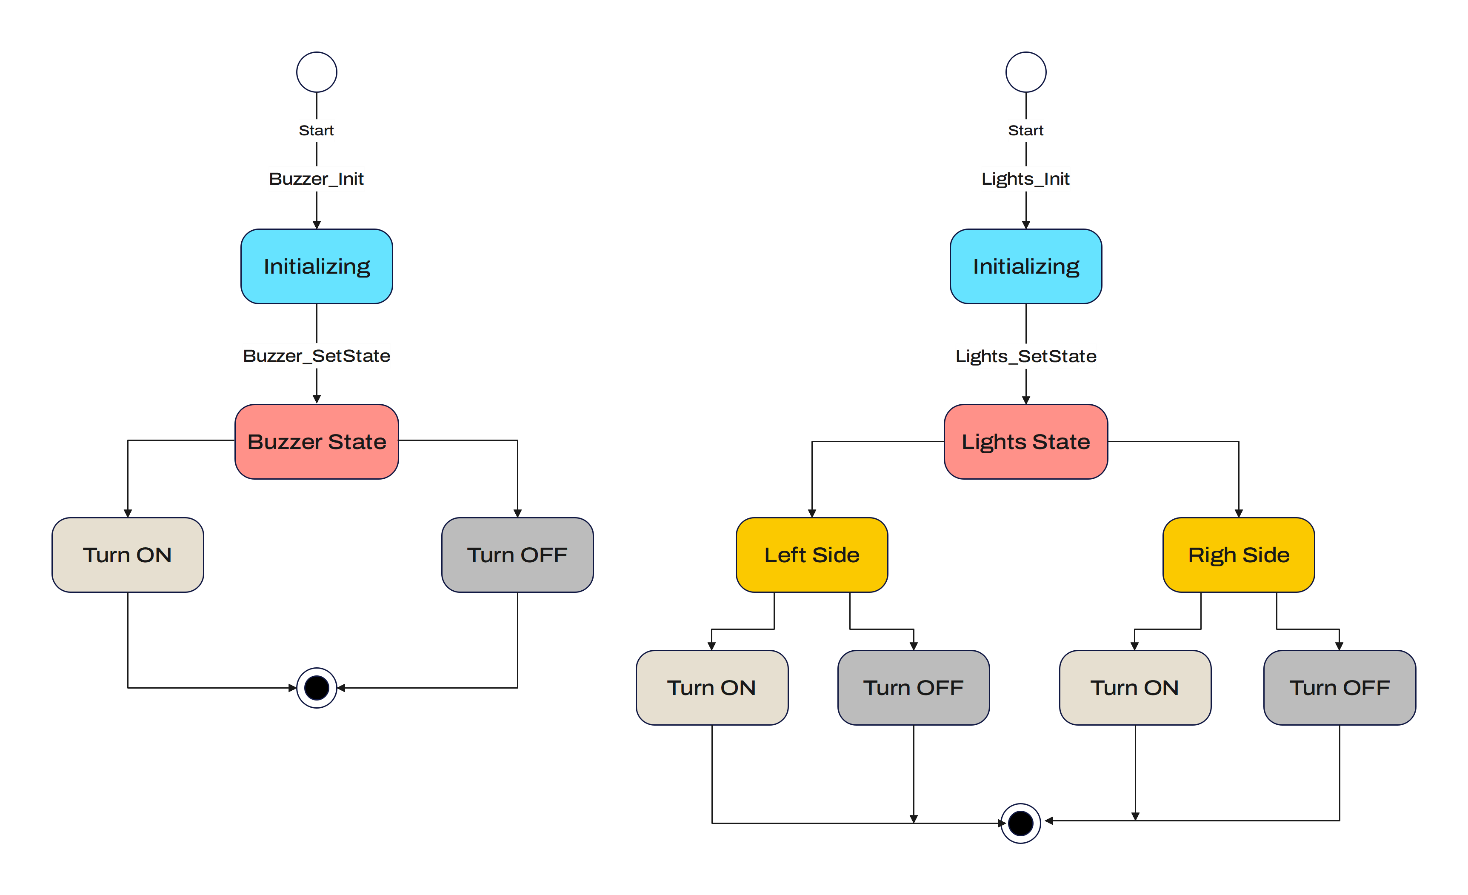 Start
Buzzer_Init
Initializing
Buzzer_SetState
Buzzer State
Turn ON
Turn OFF
Start
Lights_Init
Initializing
Lights_SetState
Lights State
Left Side
Righ Side
Turn ON
Turn OFF
Turn ON
Turn OFF